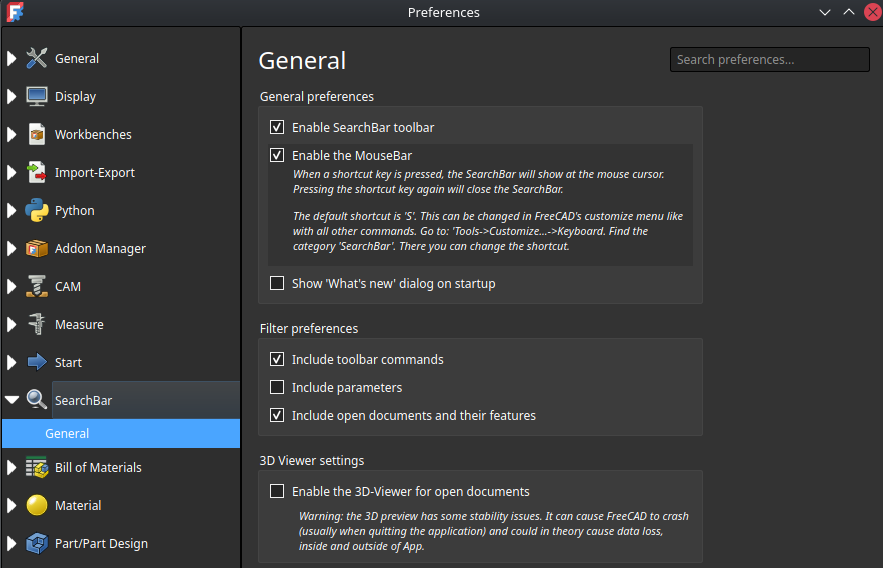 Preferences
General
Display
Workbenches
Import-Export
Python
Addon Manager
CAM
Measure
Start
SearchBar
General
Bill of Materials
Material
Part/Part Design
General
Search preferences...
General preferences
Enable SearchBar toolbar
Enable the MouseBar
When a shortcut key is pressed, the SearchBar will show at the mouse cursor.
Pressing the shortcut key again will close the SearchBar.
The default shortcut is 'S'. This can be changed in FreeCAD's customize menu like
with all other commands. Go to: 'Tools->Customize...->Keyboard. Find the
category 'SearchBar'. There you can change the shortcut.
Show 'What's new' dialog on startup
Filter preferences
Include toolbar commands
Include parameters
Include open documents and their features
3D Viewer settings
Enable the 3D-Viewer for open documents
Warning: the 3D preview has some stability issues. It can cause FreeCAD to crash
(usually when quitting the application) and could in theory cause data loss,
inside and outside of App.